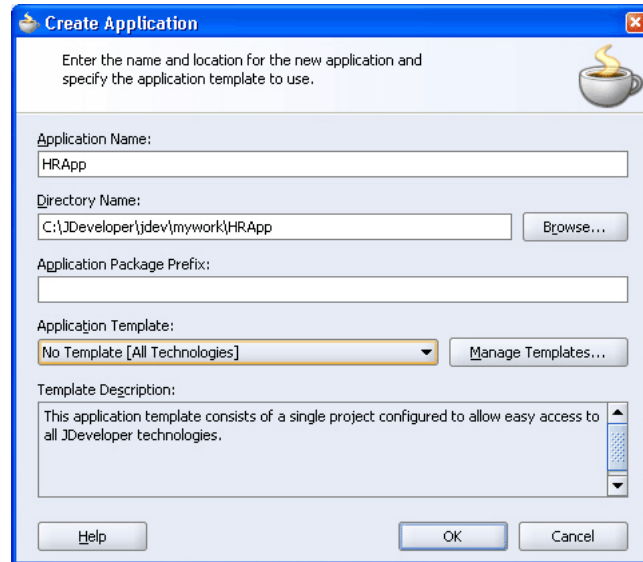 Create Application
Enter the name and location for the new application and
specify the application template to use.
Application Name:
HRApp
Directory Name:
C:\JDeveloper\jdev\mywork\HRApp
Browse...
Application Package Prefix:
Application Template:
No Template [All Technologies]
Manage Templates...
Template Description:
This application template consists of a single project configured to allow easy access to
all JDeveloper technologies.
Help
OK
Cancel